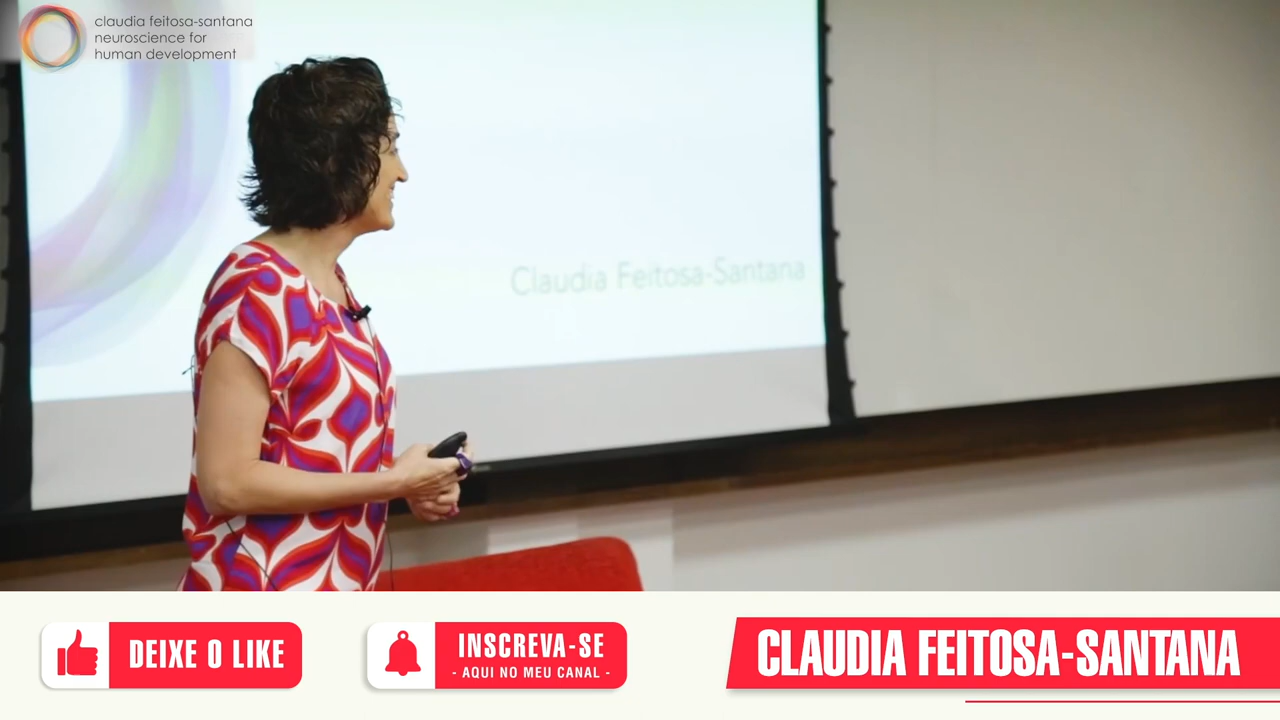 claudia feitosa-santana
neuroscience for
human development
Claudia Feitosa-Santana
DEIXE O LIKE
INSCREVA-SE
- AQUI NO MEU CANAL -
CLAUDIA FEITOSA-SANTANA